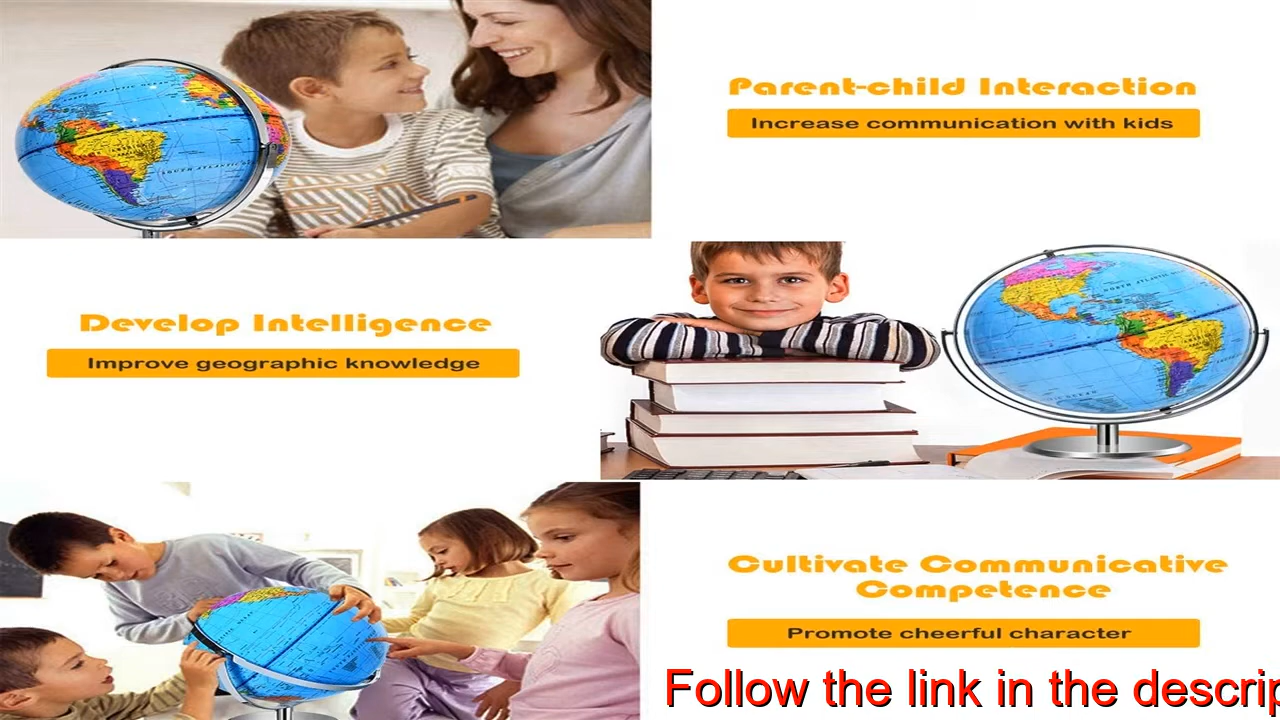 Parent-child Interaction
Increase communication with kids
Develop Intelligence
Improve geographic knowledge
Cultivate Communicative
Competence
Promote cheerful character
Follow the link in the descrip